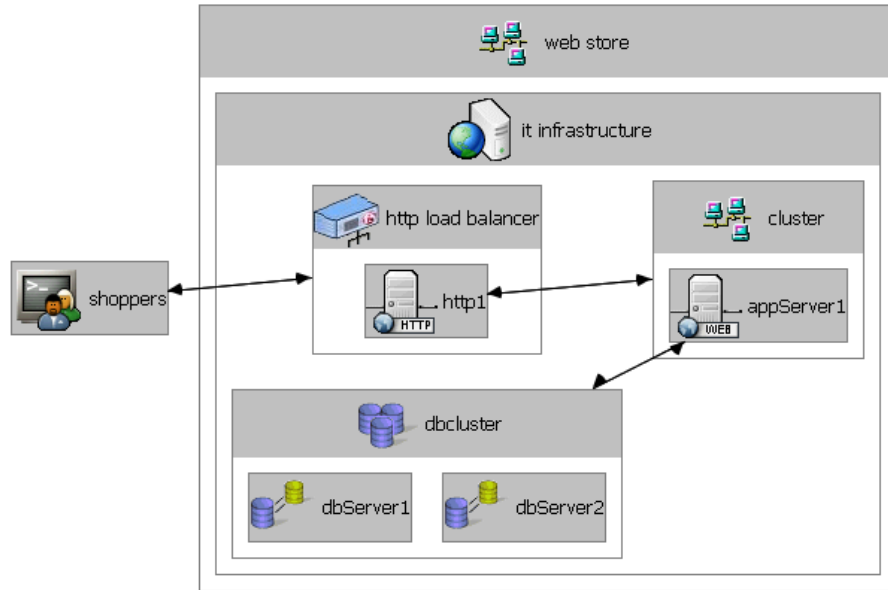 web store
it infrastructure
http load balancer
cluster
shoppers
>_
http1
HTTP
appServer1
WEB
dbcluster
dbServer1
dbServer2